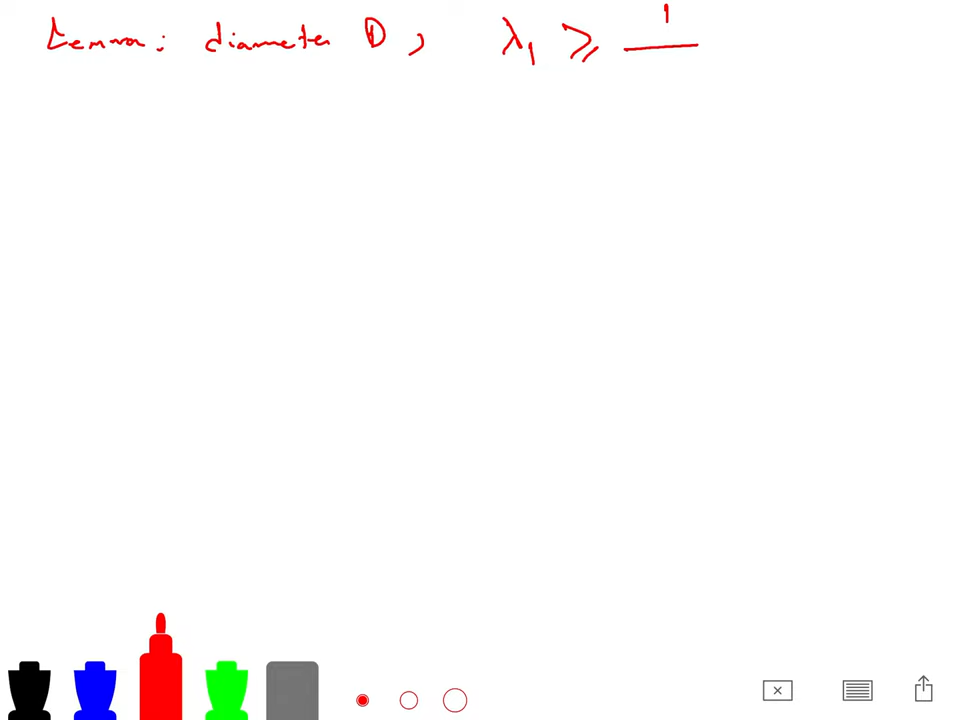 Lemma: diameter D, λ₁ ≥ 1/